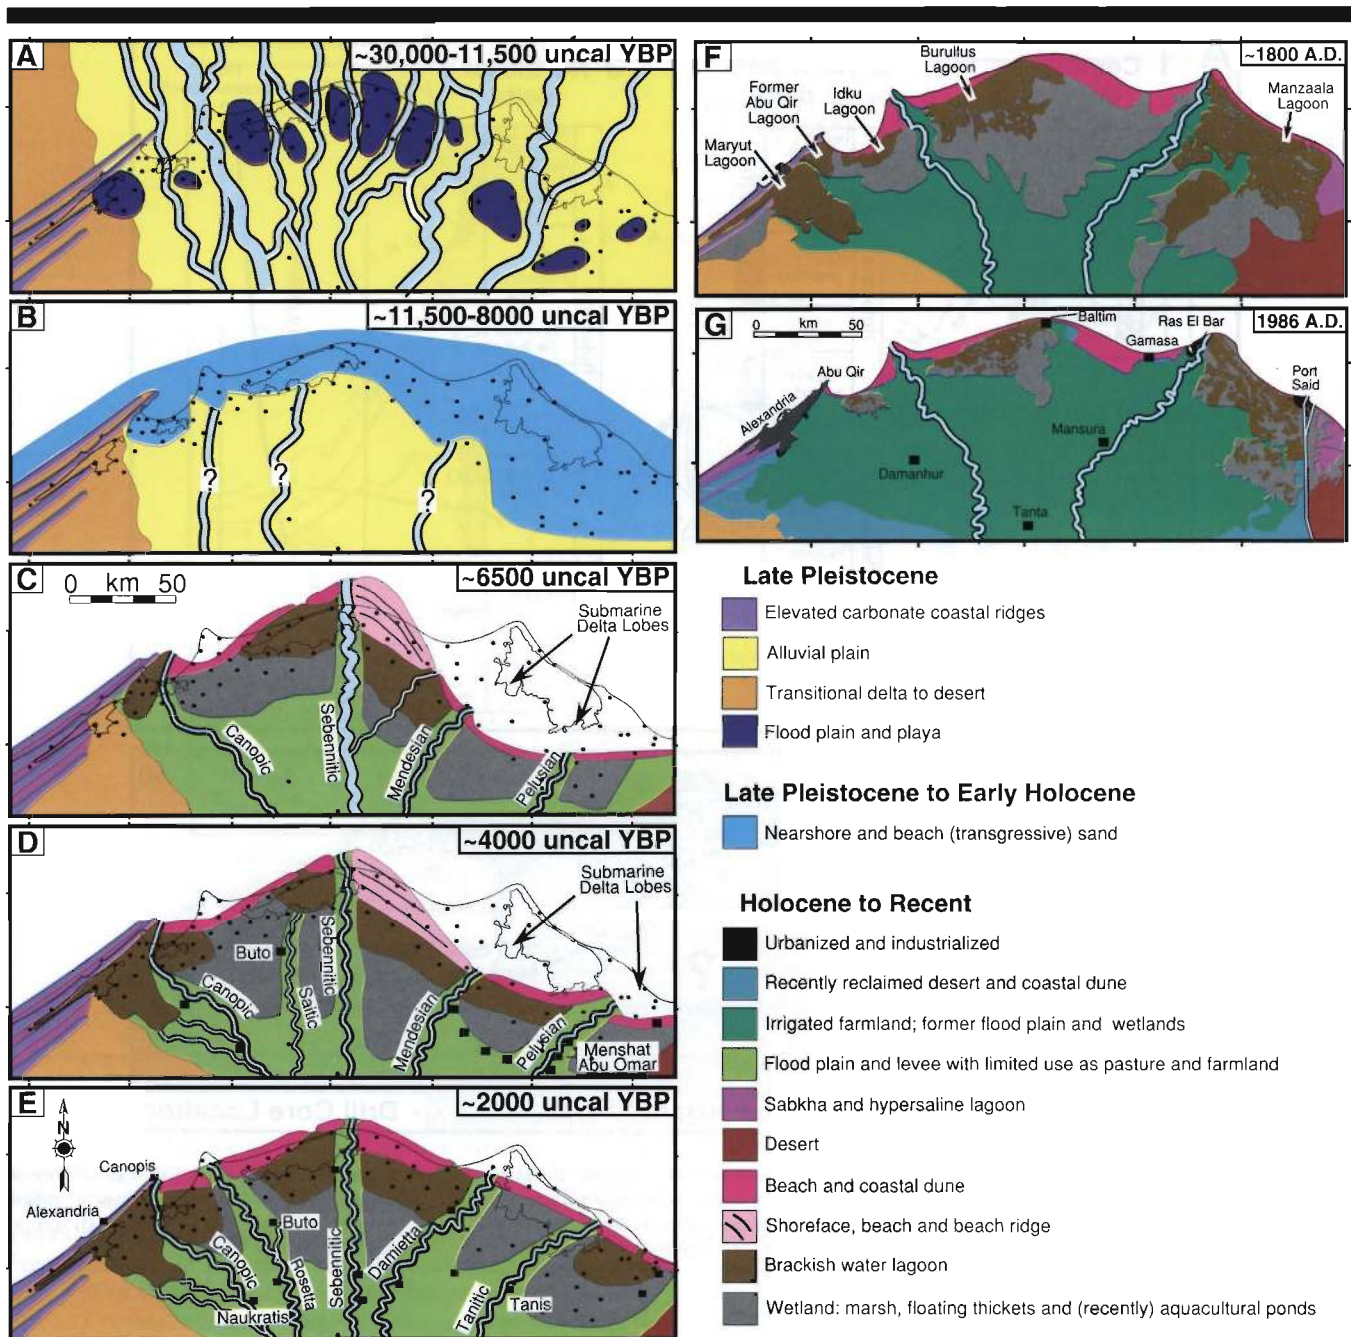 A
~30,000-11,500 uncal YBP
B
~11,500-8000 uncal YBP
?
?
?
C
0 km 50
~6500 uncal YBP
Submarine
Delta Lobes
Canopic
Sebennitic
Mendesian
Pelusian
D
~4000 uncal YBP
Submarine
Delta Lobes
Buto
Canopic
Saitic
Sebennitic
Mendesian
Pelusian
Menshat
Abu Omar
E
~2000 uncal YBP
N
Canopis
Alexandria
Buto
Canopic
Rosetta
Sebennitic
Damietta
Tanitic
Tanis
Naukratis
F
~1800 A.D.
Burullus
Lagoon
Former
Abu Qir
Lagoon
Idku
Lagoon
Manzaala
Lagoon
Maryut
Lagoon
G
0 km 50
1986 A.D.
Baltim
Ras El Bar
Gamasa
Abu Qir
Port
Said
Alexandria
Mansura
Damanhur
Tanta
Late Pleistocene
Elevated carbonate coastal ridges
Alluvial plain
Transitional delta to desert
Flood plain and playa
Late Pleistocene to Early Holocene
Nearshore and beach (transgressive) sand
Holocene to Recent
Urbanized and industrialized
Recently reclaimed desert and coastal dune
Irrigated farmland; former flood plain and wetlands
Flood plain and levee with limited use as pasture and farmland
Sabkha and hypersaline lagoon
Desert
Beach and coastal dune
Shoreface, beach and beach ridge
Brackish water lagoon
Wetland: marsh, floating thickets and (recently) aquacultural ponds